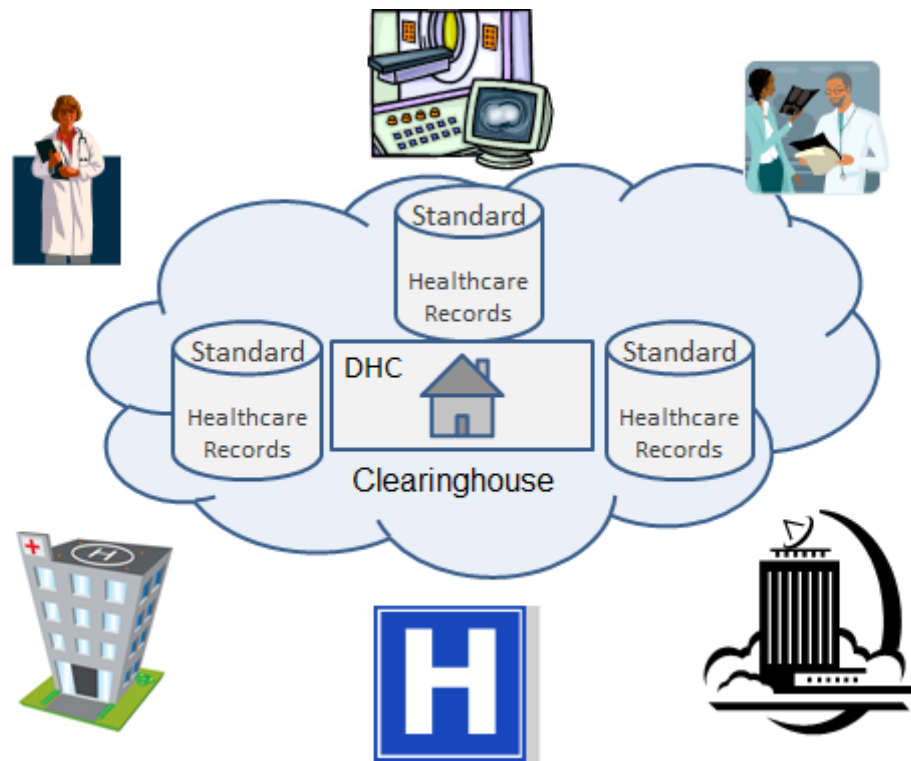 Standard
Healthcare
Records
Standard
Healthcare
Records
DHC
Standard
Healthcare
Records
Clearinghouse
H
H